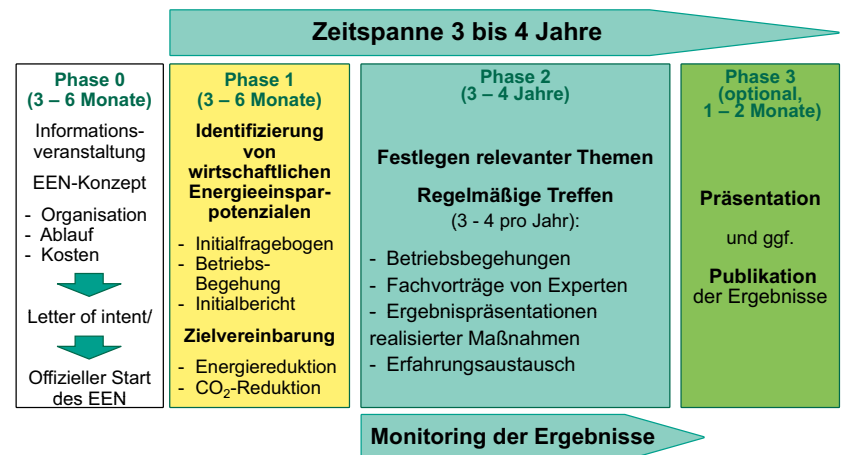 Zeitspanne 3 bis 4 Jahre
Phase 0
(3 – 6 Monate)
Informations-
veranstaltung
EEN-Konzept
- Organisation
- Ablauf
- Kosten
Letter of intent/
Offizieller Start
des EEN
Phase 1
(3 – 6 Monate)
Identifizierung
von
wirtschaftlichen
Energieeinspar-
potenzialen
- Initialfragebogen
- Betriebs-
Begehung
- Initialbericht
Zielvereinbarung
- Energiereduktion
- CO₂-Reduktion
Phase 2
(3 – 4 Jahre)
Festlegen relevanter Themen
Regelmäßige Treffen
(3 - 4 pro Jahr):
- Betriebsbegehungen
- Fachvorträge von Experten
- Ergebnispräsentationen
realisierter Maßnahmen
- Erfahrungsaustausch
Phase 3
(optional,
1 – 2 Monate)
Präsentation
und ggf.
Publikation
der Ergebnisse
Monitoring der Ergebnisse